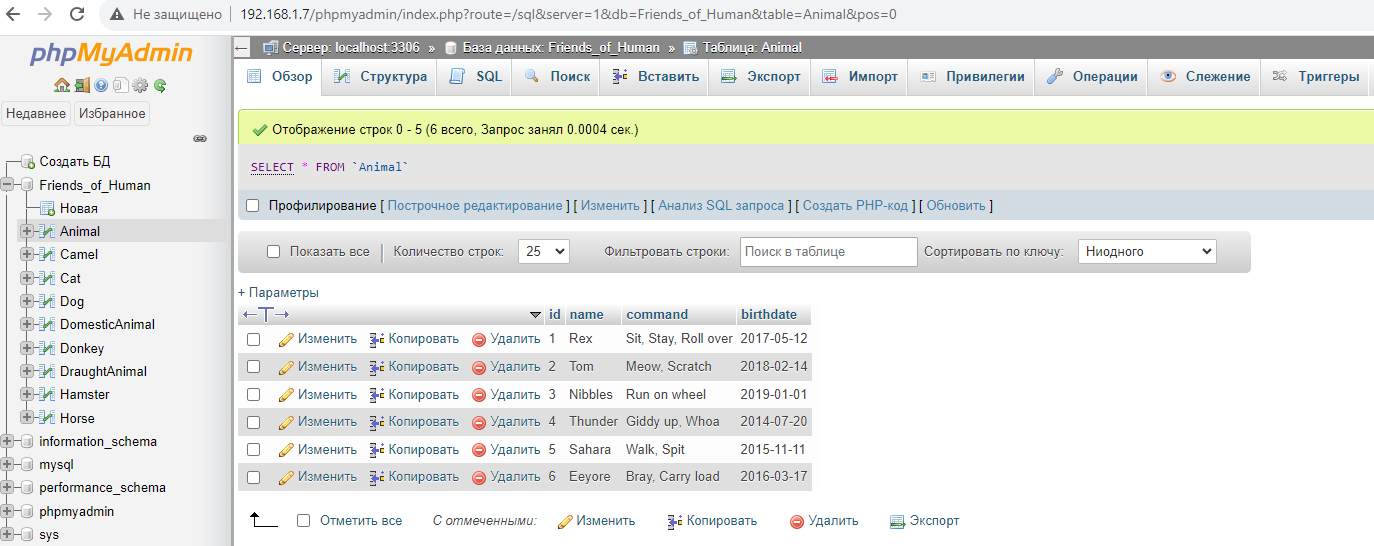 Не защищено 192.168.1.7/phpmyadmin/index.php?route=/sql&server=1&db=Friends_of_Human&table=Animal&pos=0
phpMyAdmin
Недавнее Избранное
Создать БД
Friends_of_Human
Новая
Animal
Camel
Cat
Dog
DomesticAnimal
Donkey
DraughtAnimal
Hamster
Horse
information_schema
mysql
performance_schema
phpmyadmin
sys
Сервер: localhost:3306 » База данных: Friends_of_Human » Таблица: Animal
Обзор Структура SQL Поиск Вставить Экспорт Импорт Привилегии Операции Слежение Триггеры
Отображение строк 0 - 5 (6 всего, Запрос занял 0.0004 сек.)
SELECT * FROM `Animal`
Профилирование [ Построчное редактирование ] [ Изменить ] [ Анализ SQL запроса ] [ Создать PHP-код ] [ Обновить ]
Показать все Количество строк: 25 Фильтровать строки: Поиск в таблице Сортировать по ключу: Ниодного
+ Параметры
←T→ id name command birthdate
Изменить Копировать Удалить 1 Rex Sit, Stay, Roll over 2017-05-12
Изменить Копировать Удалить 2 Tom Meow, Scratch 2018-02-14
Изменить Копировать Удалить 3 Nibbles Run on wheel 2019-01-01
Изменить Копировать Удалить 4 Thunder Giddy up, Whoa 2014-07-20
Изменить Копировать Удалить 5 Sahara Walk, Spit 2015-11-11
Изменить Копировать Удалить 6 Eeyore Bray, Carry load 2016-03-17
Отметить все С отмеченными: Изменить Копировать Удалить Экспорт